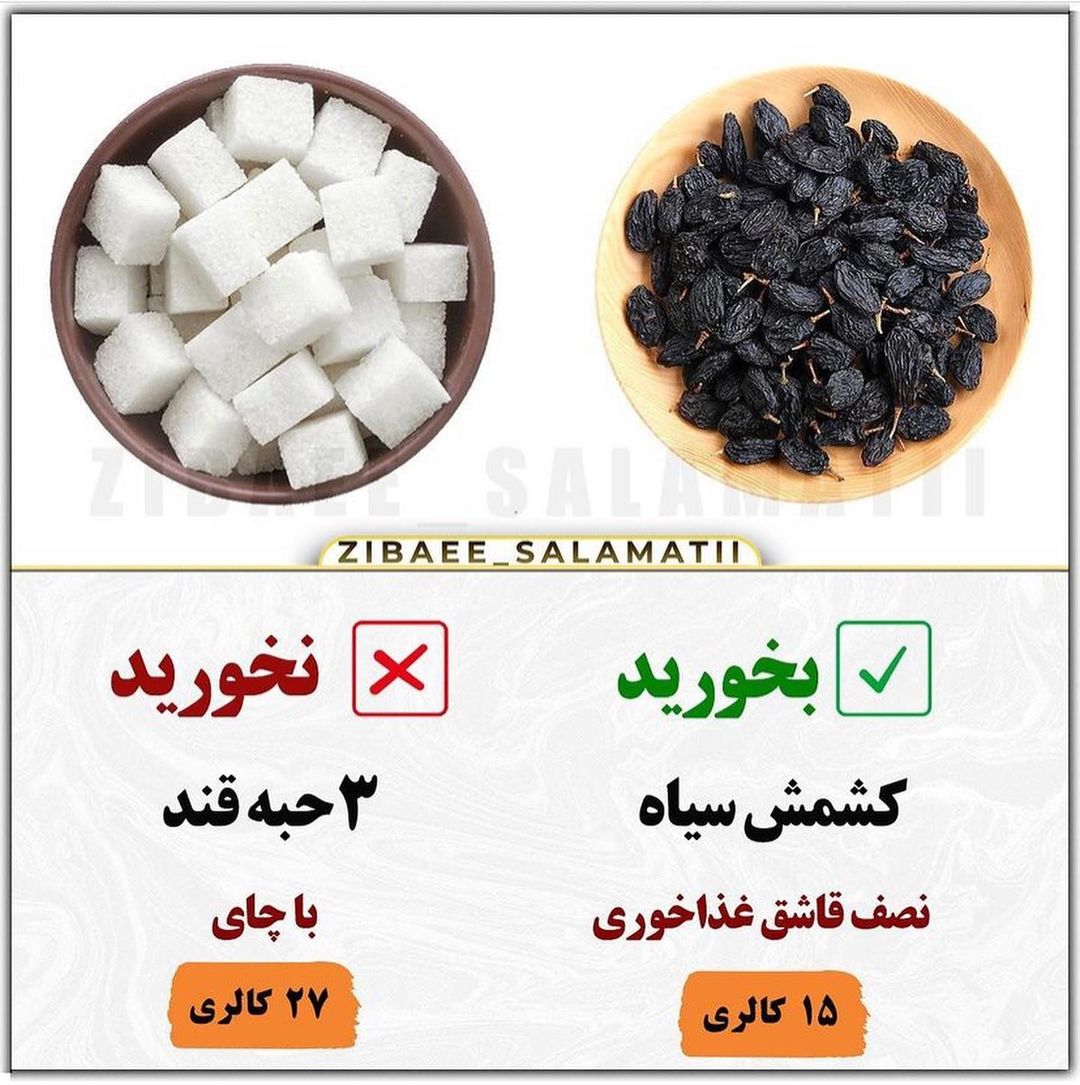 ZIBAEE_SALAMATII
ZIBAEE_SALAMATII
بخورید
کشمش سیاه
نصف قاشق غذاخوری
۱۵ کالری
نخورید
۳ حبه قند
با چای
۲۷ کالری